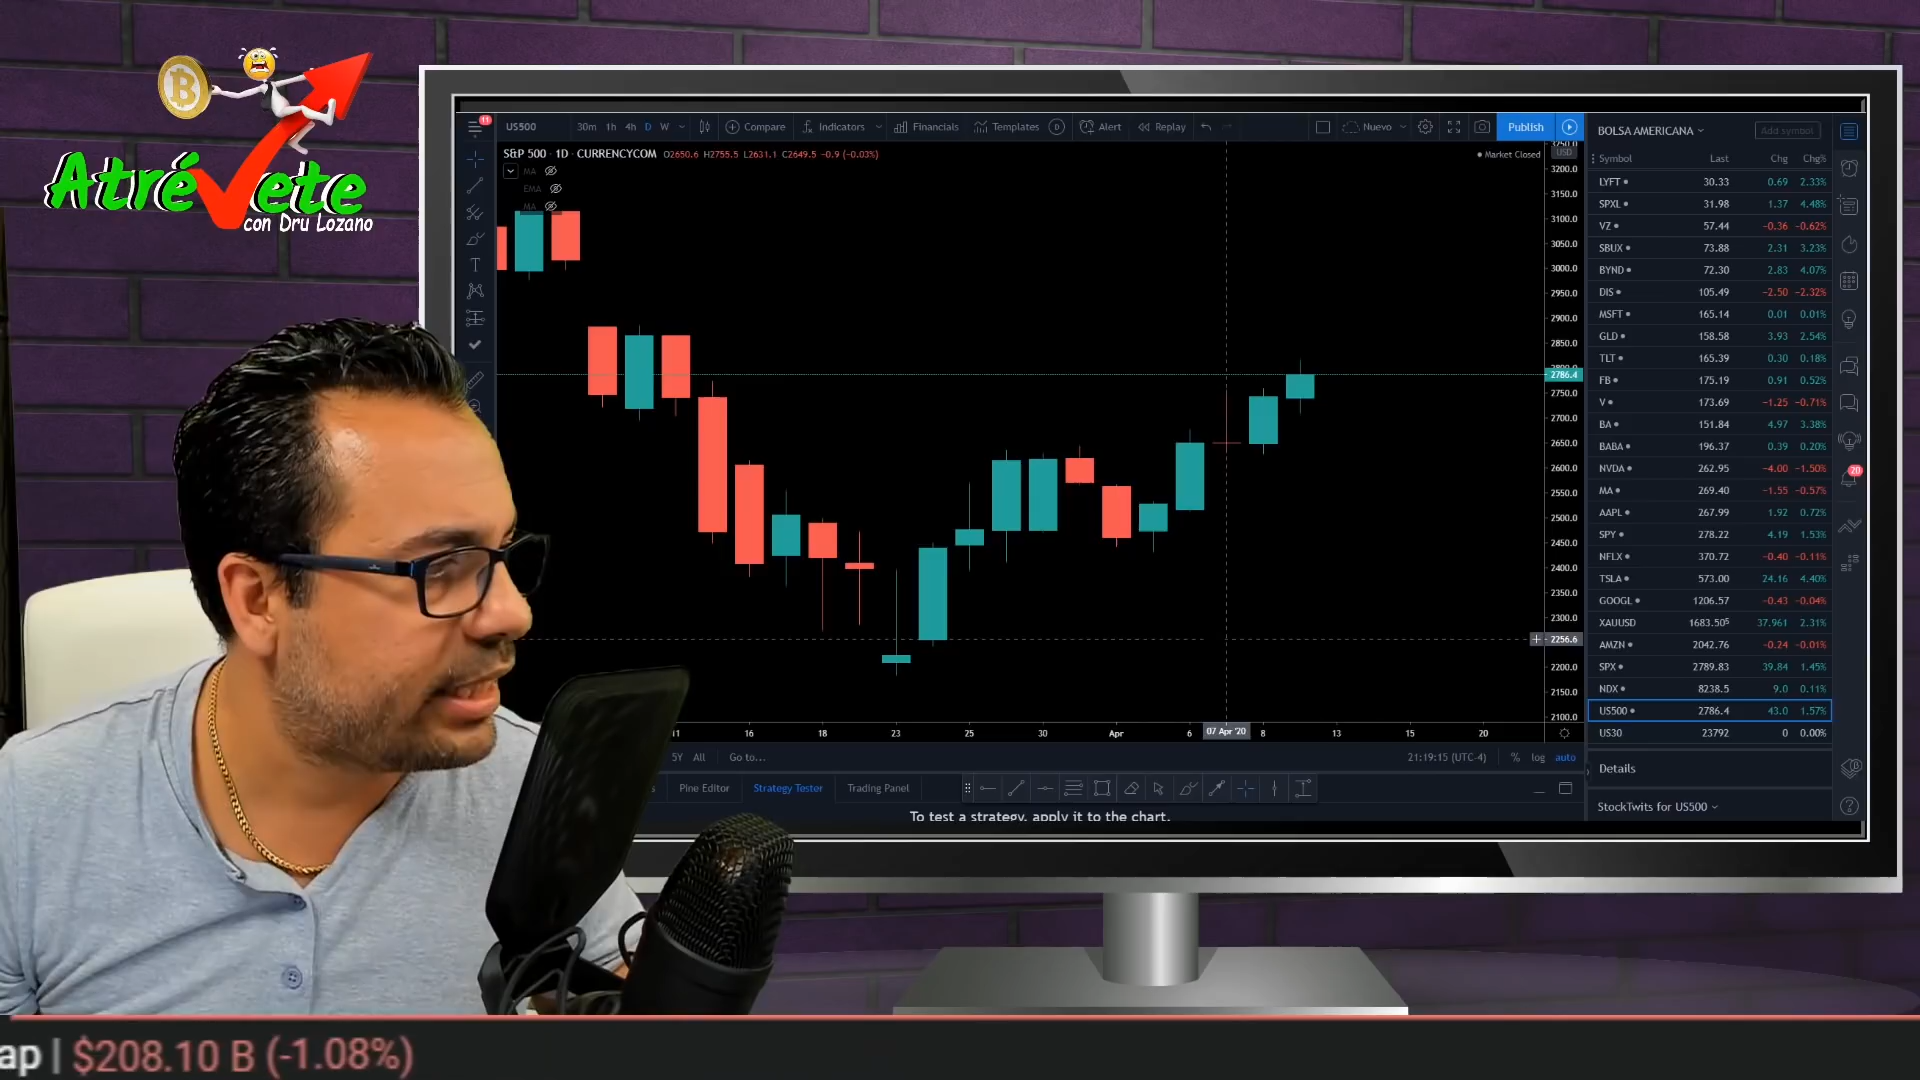 Atrévete
con Dru Lozano
11
US500
30m 1h 4h D W
Compare
Indicators
Financials
Templates
D
Alert
Replay
Nuevo
Publish
S&P 500 · 1D · CURRENCYCOM O2650.6 H2755.5 L2631.1 C2649.5 -0.9 (-0.03%)
Market Closed
USD
MA
EMA
MA
3200.0
3150.0
3100.0
3050.0
3000.0
2950.0
2900.0
2850.0
2786.4
2750.0
2700.0
2650.0
2600.0
2550.0
2500.0
2450.0
2400.0
2350.0
2300.0
2256.6
2200.0
2150.0
2100.0
11 16 18 23 25 30 Apr 6 07 Apr '20 8 13 15 20
5Y All Go to...
21:19:15 (UTC-4) % log auto
Pine Editor Strategy Tester Trading Panel
To test a strategy, apply it to the chart.
BOLSA AMERICANA
Add symbol
Symbol Last Chg Chg%
LYFT 30.33 0.69 2.33%
SPXL 31.98 1.37 4.48%
VZ 57.44 -0.36 -0.62%
SBUX 73.88 2.31 3.23%
BYND 72.30 2.83 4.07%
DIS 105.49 -2.50 -2.32%
MSFT 165.14 0.01 0.01%
GLD 158.58 3.93 2.54%
TLT 165.39 0.30 0.18%
FB 175.19 0.91 0.52%
V 173.69 -1.25 -0.71%
BA 151.84 4.97 3.38%
BABA 196.37 0.39 0.20%
NVDA 262.95 -4.00 -1.50%
MA 269.40 -1.55 -0.57%
AAPL 267.99 1.92 0.72%
SPY 278.22 4.19 1.53%
NFLX 370.72 -0.40 -0.11%
TSLA 573.00 24.16 4.40%
GOOGL 1206.57 -0.43 -0.04%
XAUUSD 1683.50⁵ 37.961 2.31%
AMZN 2042.76 -0.24 -0.01%
SPX 2789.83 39.84 1.45%
NDX 8238.5 9.0 0.11%
US500 2786.4 43.0 1.57%
US30 23792 0 0.00%
Details
StockTwits for US500
20
ap | $208.10 B (-1.08%)